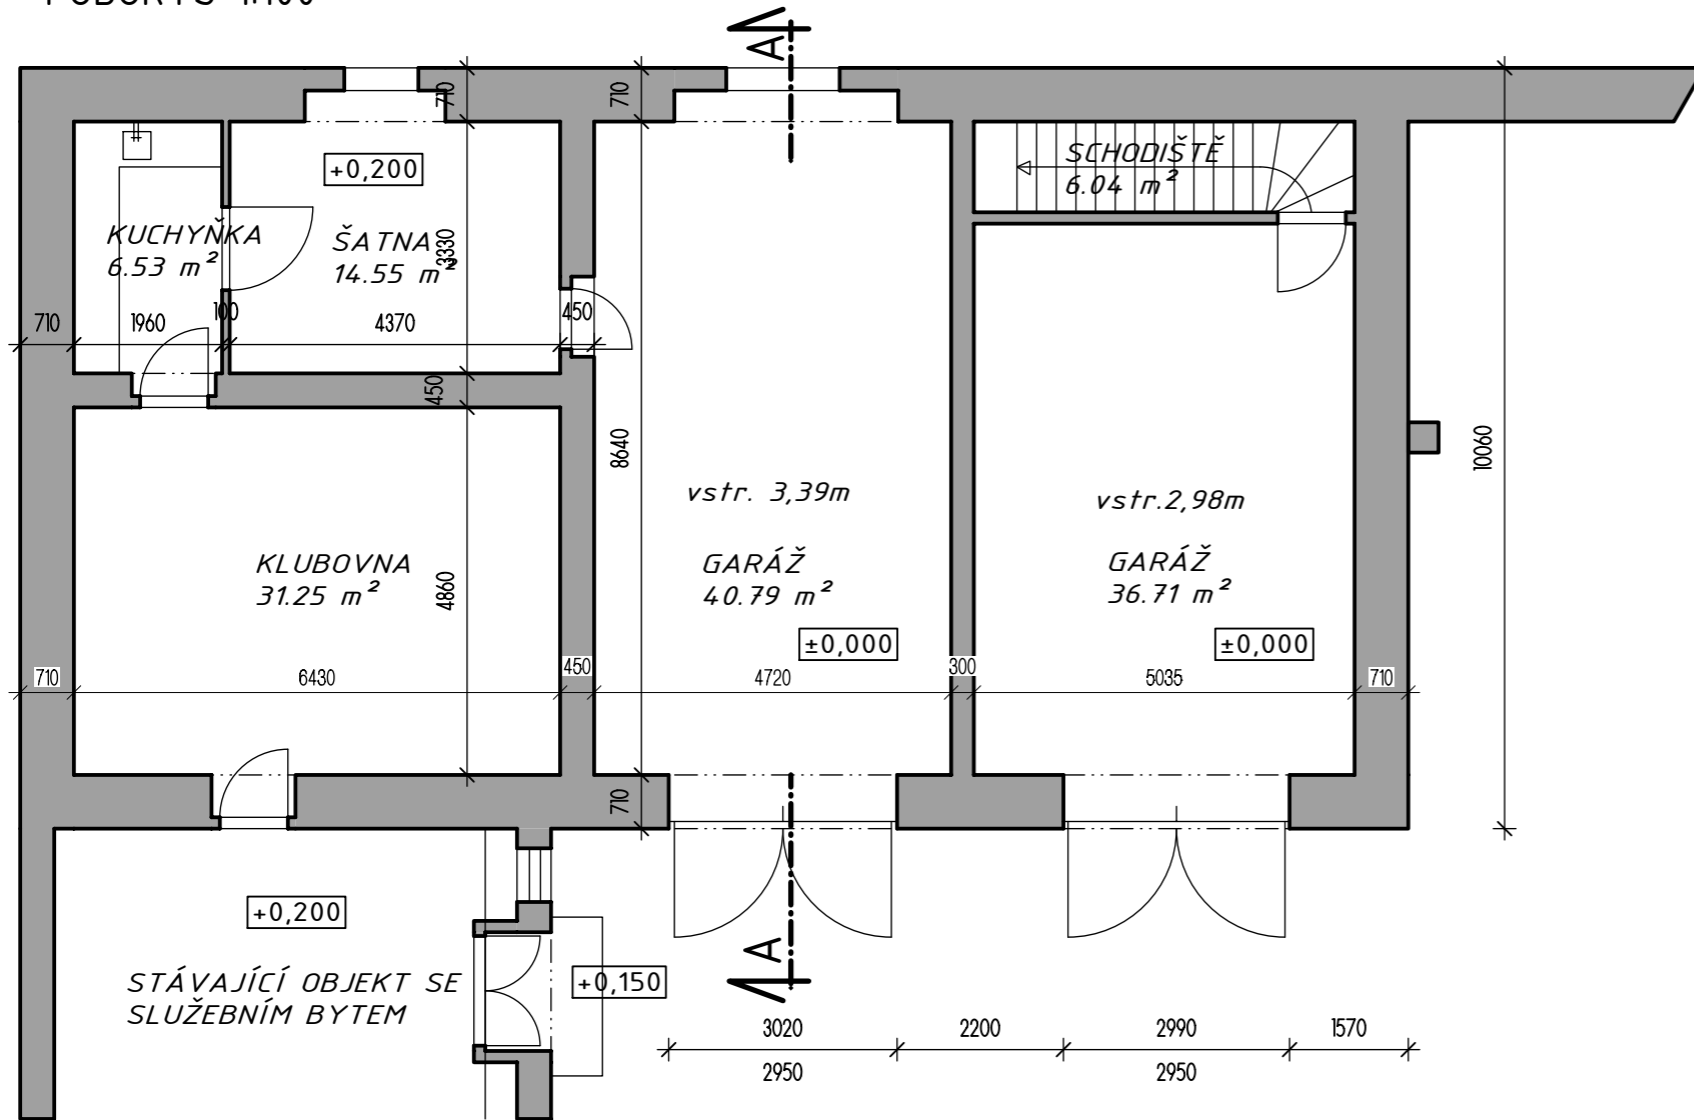 A
710
710
+0,200
SCHODIŠTĚ
6.04 m²
KUCHYŇKA
6.53 m²
ŠATNA
14.55 m²
3330
710
1960
100
4370
450
450
8640
10060
vstr. 3,39m
vstr.2,98m
KLUBOVNA
31.25 m²
4860
GARÁŽ
40.79 m²
GARÁŽ
36.71 m²
±0,000
±0,000
710
6430
450
4720
300
5035
710
710
+0,200
A
STÁVAJÍCÍ OBJEKT SE
SLUŽEBNÍM BYTEM
+0,150
3020
2200
2990
1570
2950
2950